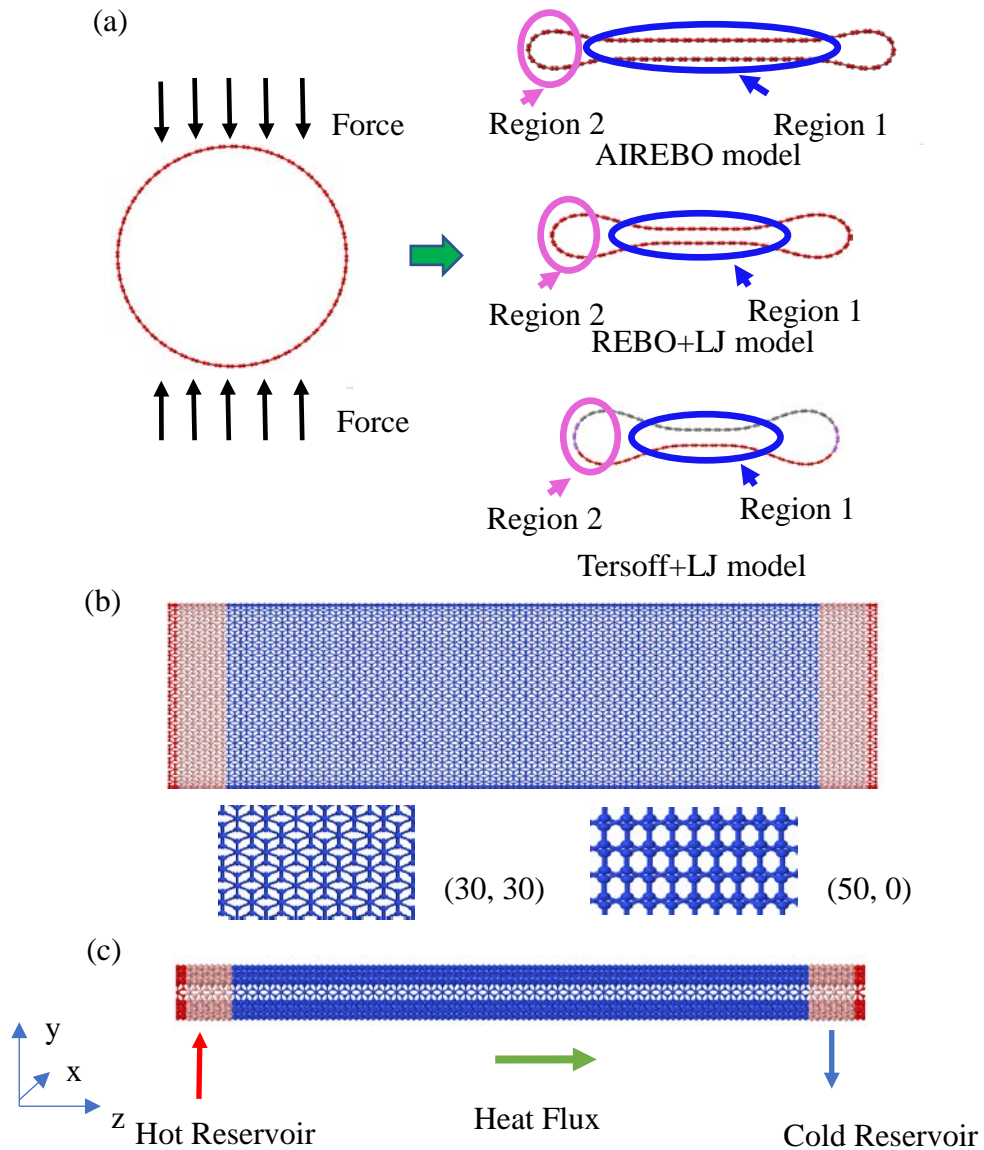 (a)
Force
Force
Region 2
Region 1
AIREBO model
Region 2
Region 1
REBO+LJ model
Region 2
Region 1
Tersoff+LJ model
(b)
(30, 30)
(50, 0)
(c)
y
x
z
Hot Reservoir
Heat Flux
Cold Reservoir